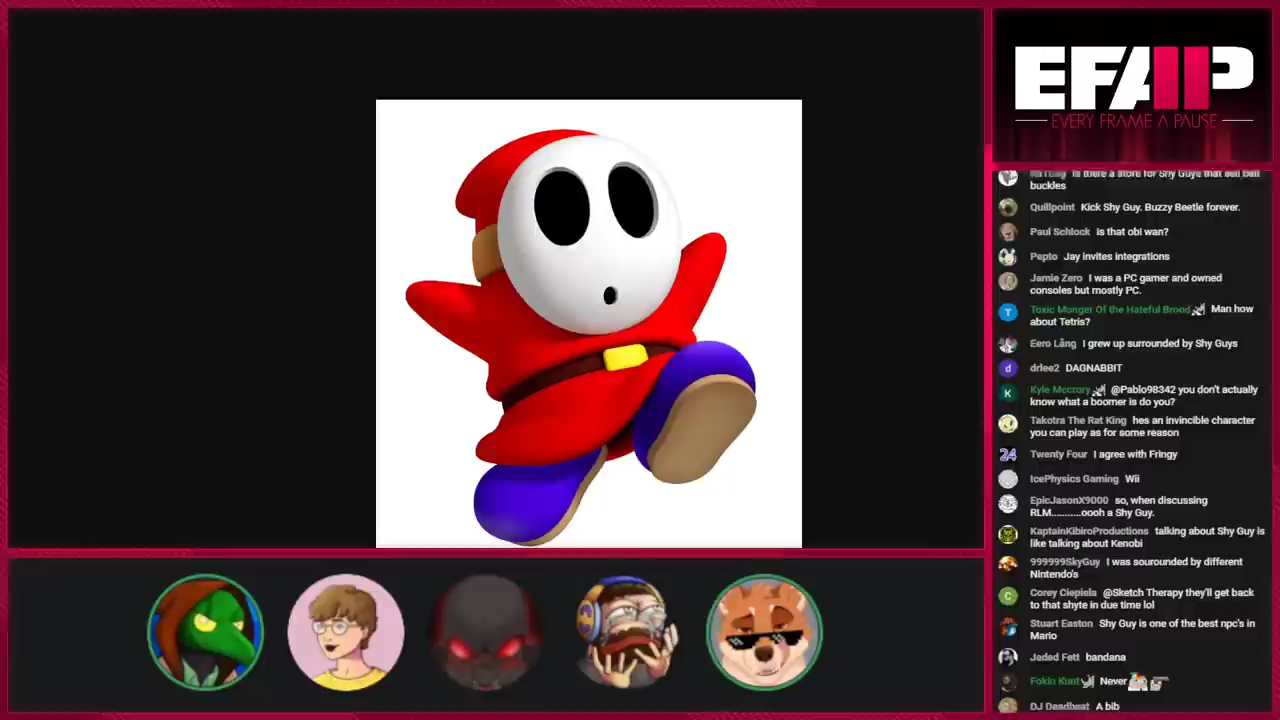 EFAP
EVERY FRAME A PAUSE
Is there a store for Shy Guys that sell ball
buckles
Quillpoint Kick Shy Guy. Buzzy Beetle forever.
Paul Schlock Is that obi wan?
Pepto Jay invites integrations
Jamie Zero I was a PC gamer and owned
consoles but mostly PC.
T
Toxic Monger Of the Hateful Brood Man how
about Tetris?
Eero Lång I grew up surrounded by Shy Guys
d
drlee2 DAGNABBIT
K
Kyle Mccrory @Pablo98342 you don't actually
know what a boomer is do you?
Takotra The Rat King hes an invincible character
you can play as for some reason
24
Twenty Four I agree with Fringy
IcePhysics Gaming Wii
EpicJasonX9000 so, when discussing
RLM...........oooh a Shy Guy.
KaptainKibiroProductions talking about Shy Guy is
like talking about Kenobi
999999SkyGuy I was sourounded by different
Nintendo's
C
Corey Ciepiela @Sketch Therapy they'll get back
to that shyte in due time lol
Stuart Easton Shy Guy is one of the best npc's in
Mario
Jaded Fett bandana
Fokin Kunt Never
DJ Deadbeat A bib